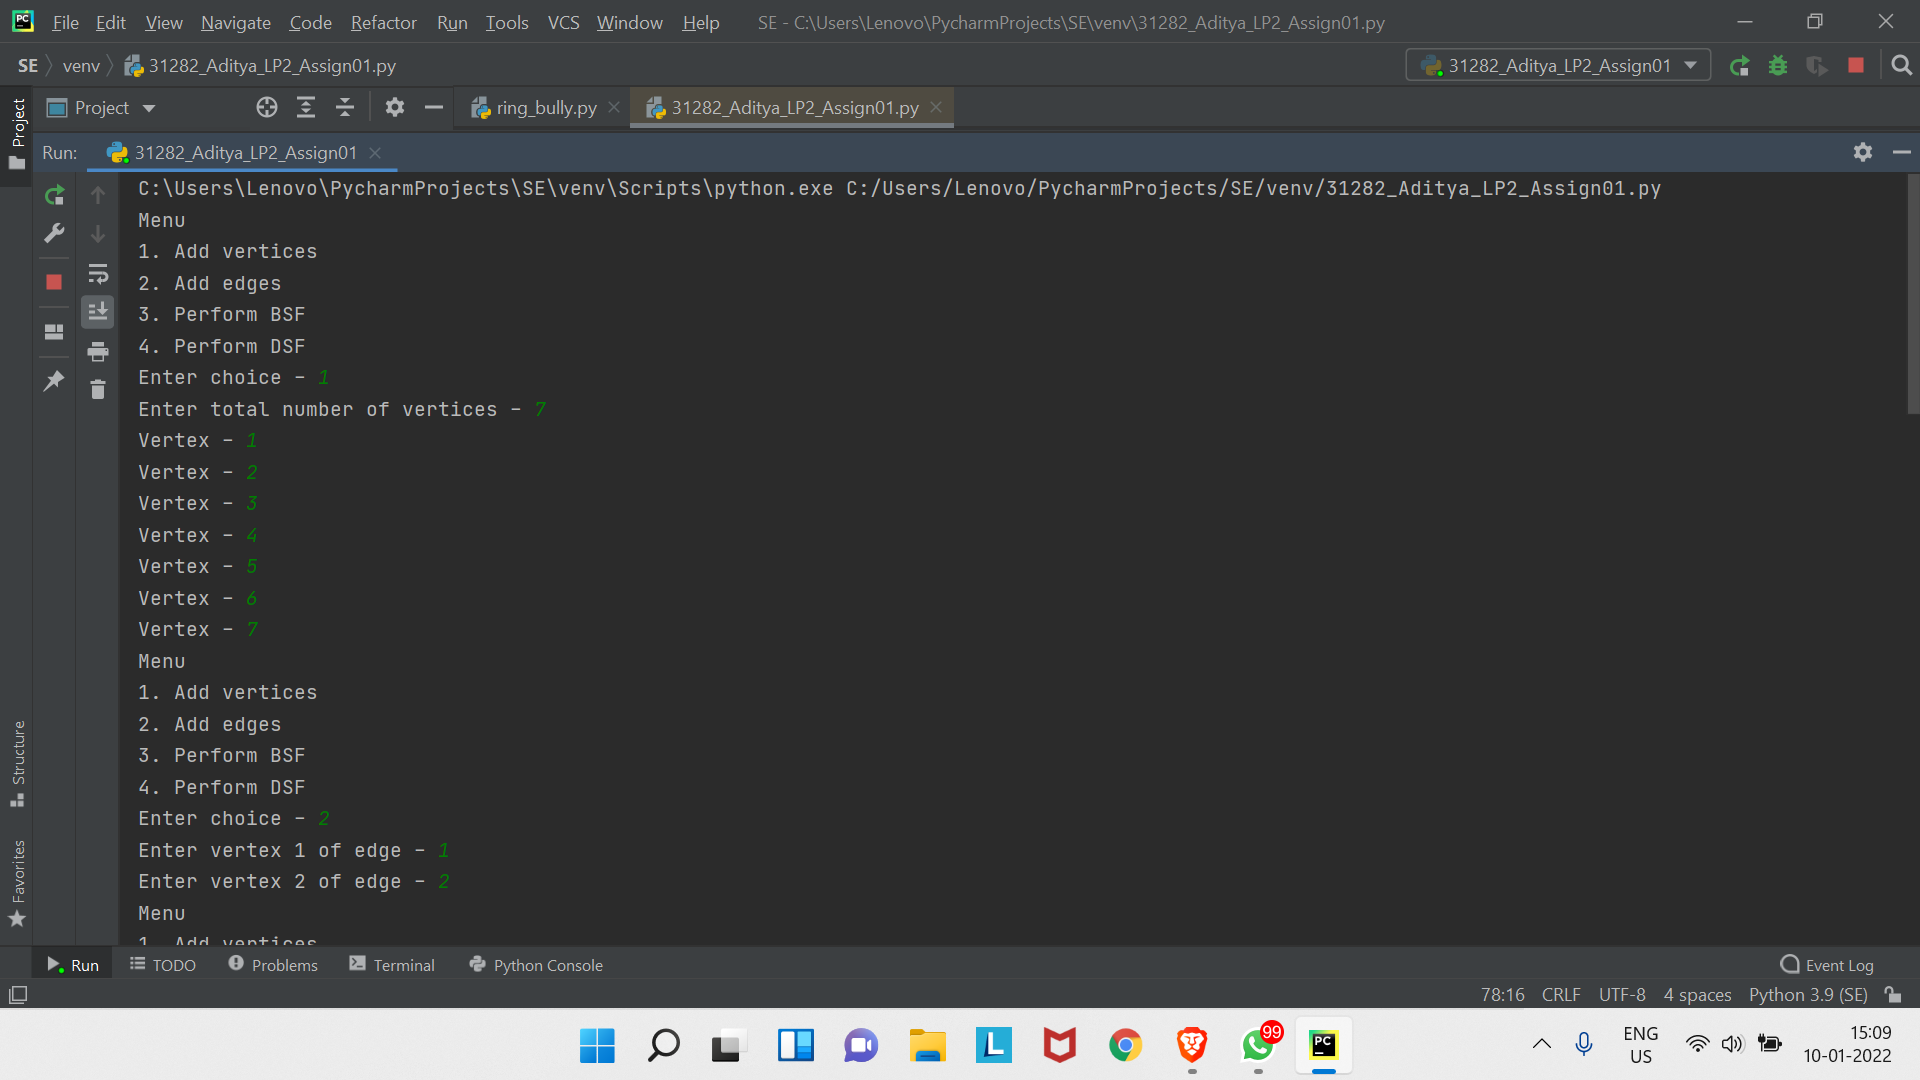 File Edit View Navigate Code Refactor Run Tools VCS Window Help SE - C:\Users\Lenovo\PycharmProjects\SE\venv\31282_Aditya_LP2_Assign01.py
SE venv 31282_Aditya_LP2_Assign01.py 31282_Aditya_LP2_Assign01
Project ring_bully.py 31282_Aditya_LP2_Assign01.py
Project
Run: 31282_Aditya_LP2_Assign01
C:\Users\Lenovo\PycharmProjects\SE\venv\Scripts\python.exe C:/Users/Lenovo/PycharmProjects/SE/venv/31282_Aditya_LP2_Assign01.py
Menu
1. Add vertices
2. Add edges
3. Perform BSF
4. Perform DSF
Enter choice - 1
Enter total number of vertices - 7
Vertex - 1
Vertex - 2
Vertex - 3
Vertex - 4
Vertex - 5
Vertex - 6
Vertex - 7
Menu
1. Add vertices
2. Add edges
3. Perform BSF
4. Perform DSF
Enter choice - 2
Enter vertex 1 of edge - 1
Enter vertex 2 of edge - 2
Menu
1. Add vertices
Structure
Favorites
Run TODO Problems Terminal Python Console Event Log
78:16 CRLF UTF-8 4 spaces Python 3.9 (SE)
PC
L
99
PC
ENG
US
15:09
10-01-2022